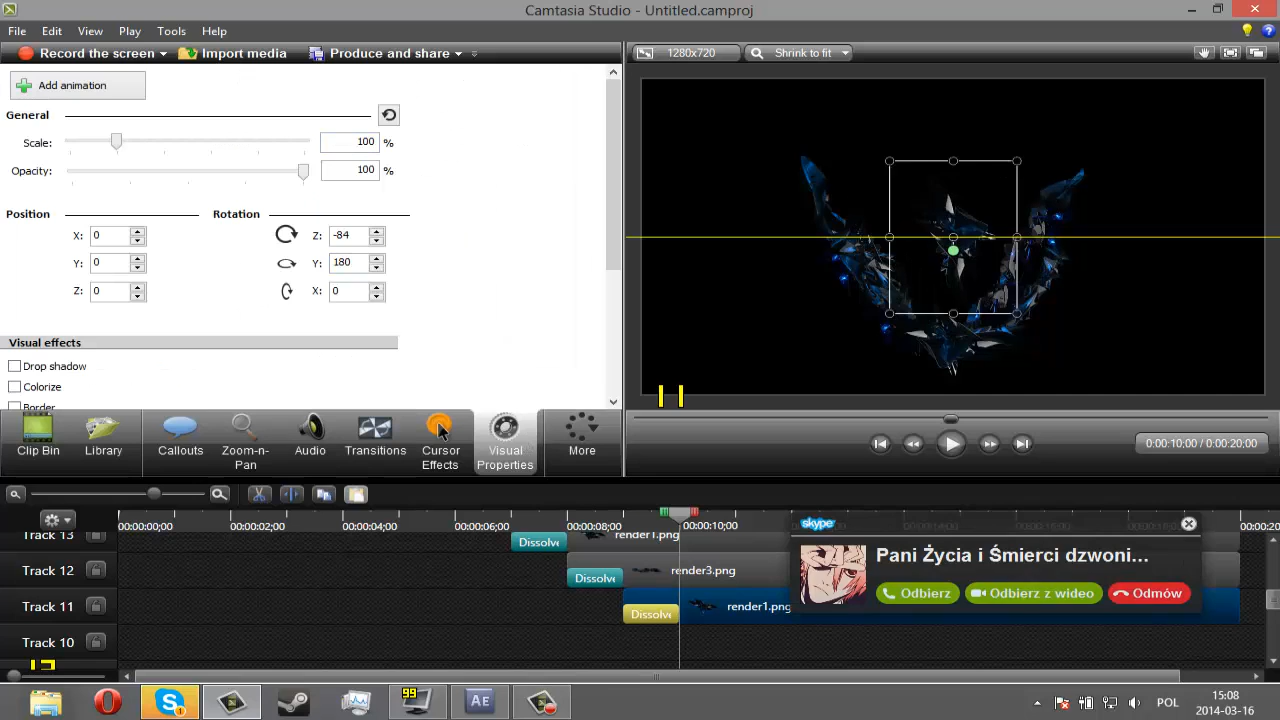 Camtasia Studio - Untitled.camproj
File Edit View Play Tools Help
Record the screen Import media Produce and share
1280x720 Shrink to fit
Add animation
General
Scale: 100 %
Opacity: 100 %
Position Rotation
X: 0 Z: -84
Y: 0 Y: 180
Z: 0 X: 0
Visual effects
Drop shadow
Colorize
Border
Clip Bin Library Callouts Zoom-n-Pan Audio Transitions Cursor Effects Visual Properties More
0:00:10;00 / 0:00:20;00
00:00:00;00 00:00:02;00 00:00:04;00 00:00:06;00 00:00:08;00 00:00:10;00 00:00:20
skype
Track 13 Dissolve render1.png
Pani Życia i Śmierci dzwoni...
Track 12 Dissolve render3.png
Odbierz Odbierz z wideo Odmów
Track 11 Dissolve render1.png
Track 10
99
Ae
1
POL
15:08
2014-03-16